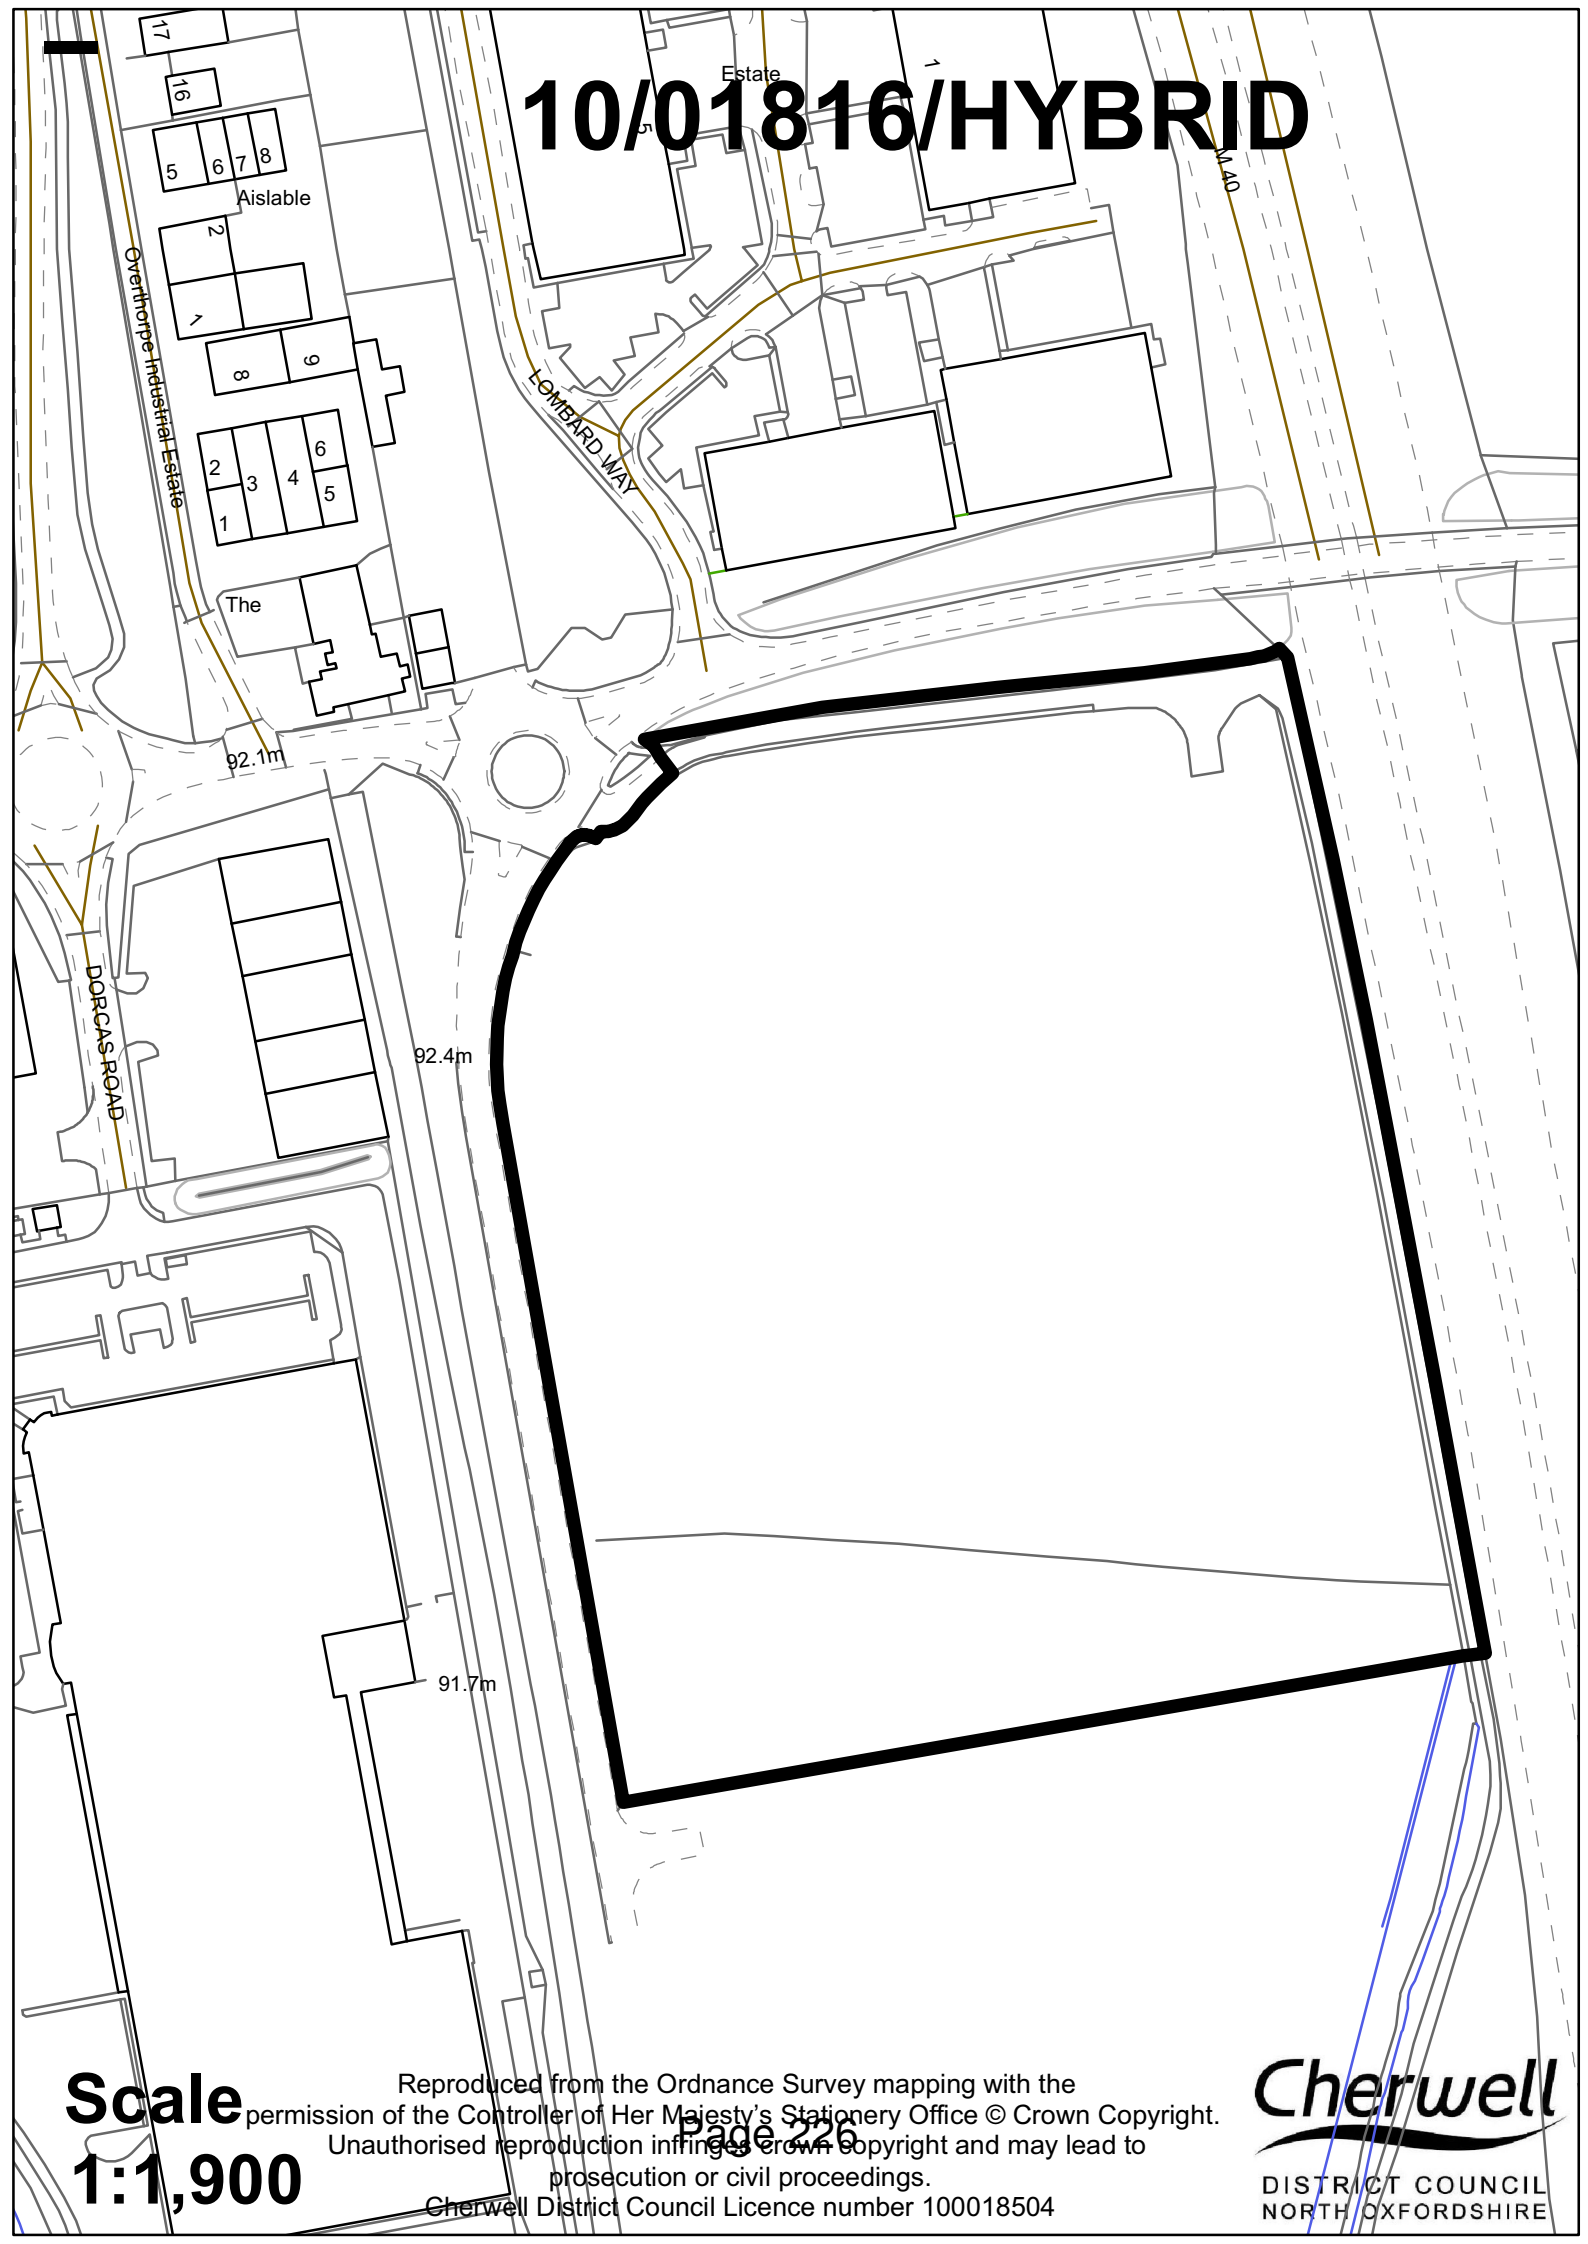 17
16
Estate
1
10/01816/HYBRID
5
5
6
7
8
Aislable
M 40
2
1
Overthorpe Industrial Estate
8
9
LOMBARD WAY
2
3
4
6
5
1
The
92.1m
DORCAS ROAD
92.4m
91.7m
Scale
1:1,900
Reproduced from the Ordnance Survey mapping with the
permission of the Controller of Her Majesty's Stationery Office © Crown Copyright.
Unauthorised reproduction infringes crown copyright and may lead to
prosecution or civil proceedings.
Cherwell District Council Licence number 100018504
Page 226
Cherwell
DISTRICT COUNCIL
NORTH OXFORDSHIRE